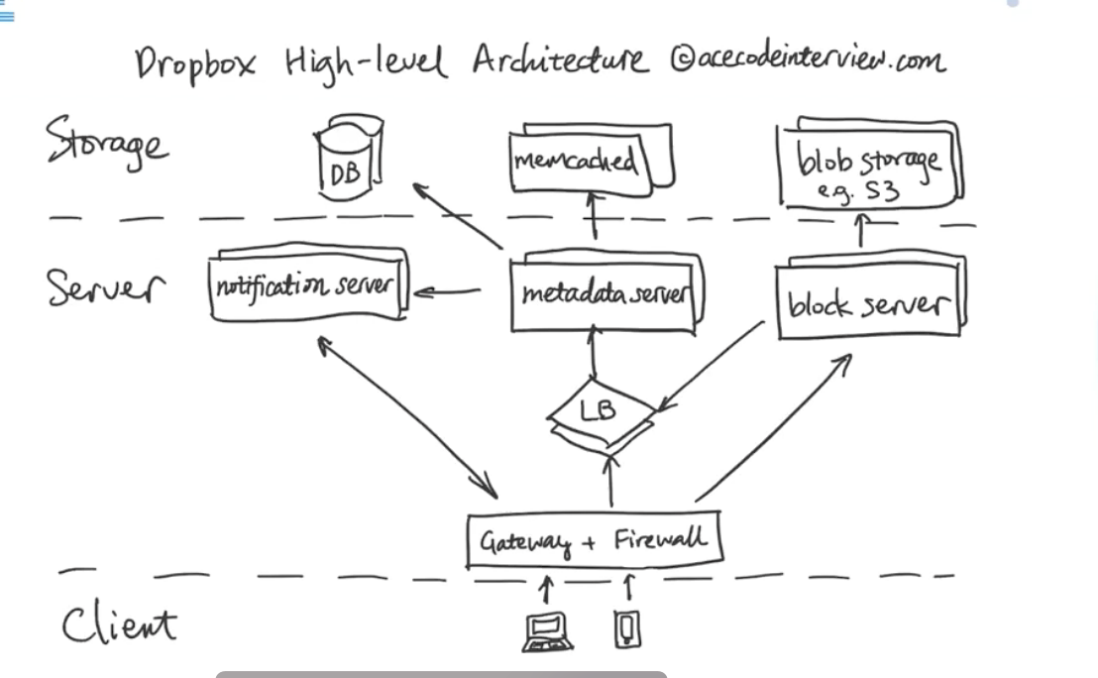 Dropbox High-level Architecture ©acecodeinterview.com
Storage
DB
memcached
blob storage
e.g. S3
Server
notification server
metadata server
block server
LB
Gateway + Firewall
Client